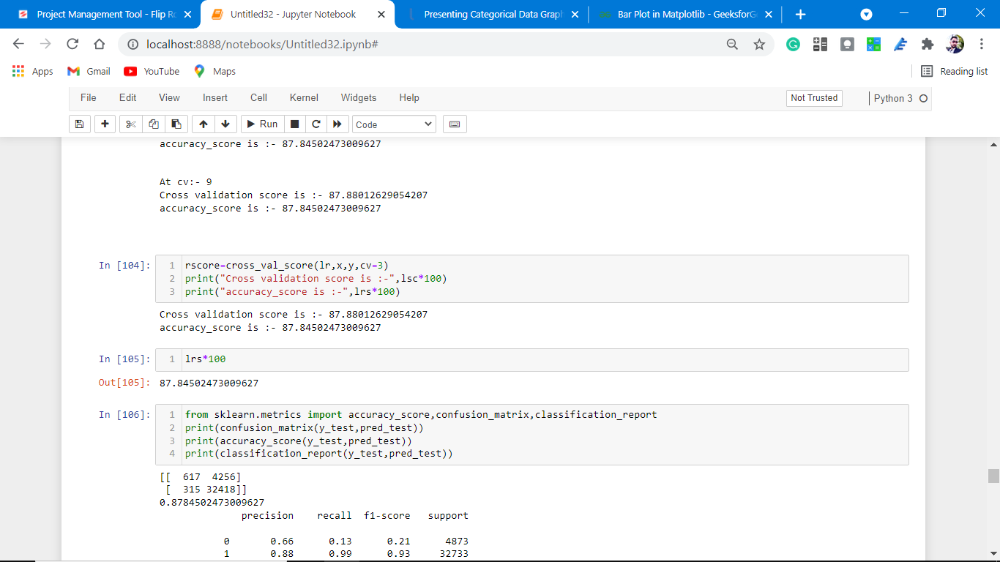 Project Management Tool - Flip Ro
Untitled32 - Jupyter Notebook
Presenting Categorical Data Graph
Bar Plot in Matplotlib - GeeksforGe
localhost:8888/notebooks/Untitled32.ipynb#
Apps Gmail YouTube Maps Reading list
File Edit View Insert Cell Kernel Widgets Help Not Trusted Python 3
Run Code
accuracy_score is :- 87.84502473009627
At cv:- 9
Cross validation score is :- 87.88012629054207
accuracy_score is :- 87.84502473009627
In [104]: 1 rscore=cross_val_score(lr,x,y,cv=3)
2 print("Cross validation score is :-",lsc*100)
3 print("accuracy_score is :-",lrs*100)
Cross validation score is :- 87.88012629054207
accuracy_score is :- 87.84502473009627
In [105]: 1 lrs*100
Out[105]: 87.84502473009627
In [106]: 1 from sklearn.metrics import accuracy_score,confusion_matrix,classification_report
2 print(confusion_matrix(y_test,pred_test))
3 print(accuracy_score(y_test,pred_test))
4 print(classification_report(y_test,pred_test))
[[ 617 4256]
[ 315 32418]]
0.8784502473009627
precision recall f1-score support
0 0.66 0.13 0.21 4873
1 0.88 0.99 0.93 32733